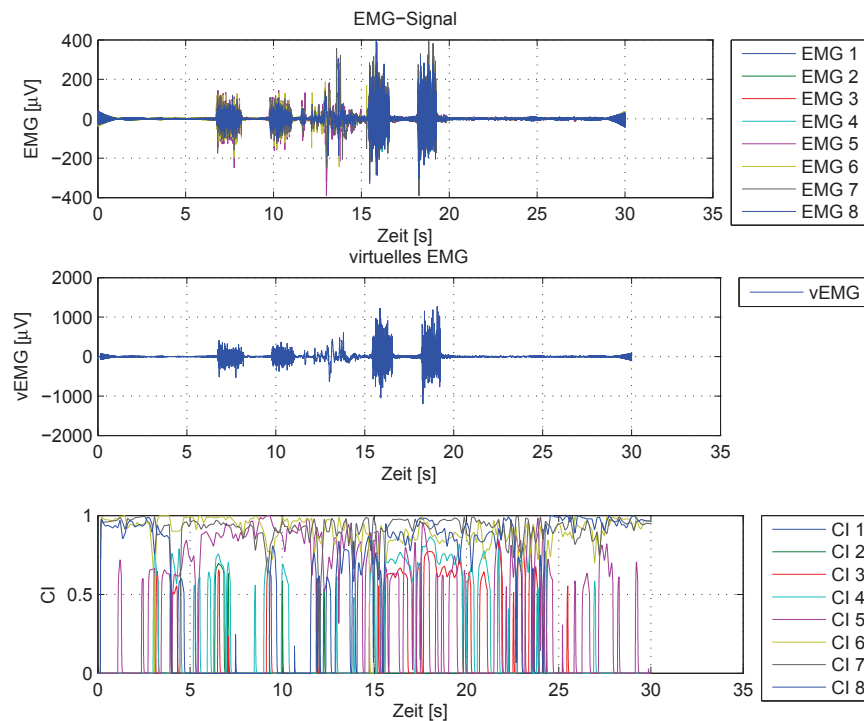 EMG−Signal
400
200
0
−200
−400
EMG [µV]
0 5 10 15 20 25 30 35
Zeit [s]
EMG 1
EMG 2
EMG 3
EMG 4
EMG 5
EMG 6
EMG 7
EMG 8
virtuelles EMG
2000
1000
0
−1000
−2000
vEMG [µV]
0 5 10 15 20 25 30 35
Zeit [s]
vEMG
1
0.5
0
CI
0 5 10 15 20 25 30 35
Zeit [s]
CI 1
CI 2
CI 3
CI 4
CI 5
CI 6
CI 7
CI 8